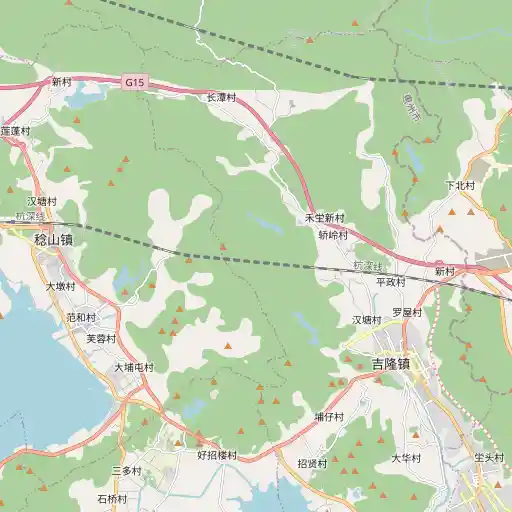 新村
G15
长潭村
惠州市
莲蓬村
下北村
汉塘村
杭深线
禾坣新村
稔山镇
轿岭村
杭深线
新村
大墩村
平政村
范和村
汉塘村
罗屋村
芙蓉村
大埔屯村
吉隆镇
埔仔村
好招楼村
大华村
坐头村
三多村
招贤村
石桥村